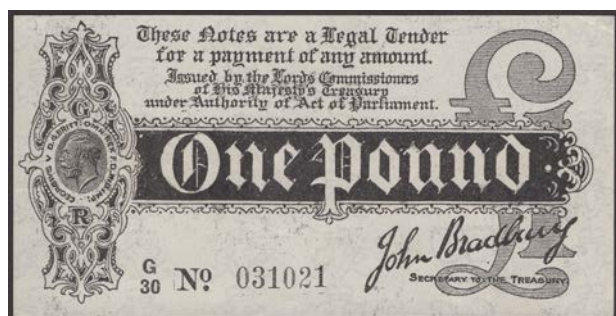 These Notes are a Legal Tender
for a payment of any amount.
Issued by the Lords Commissioners
of His Majesty's Treasury
under Authority of Act of Parliament.
£
G
One Pound
R
£1
John Bradbury
SECRETARY TO THE TREASURY.
G
30 No 031021